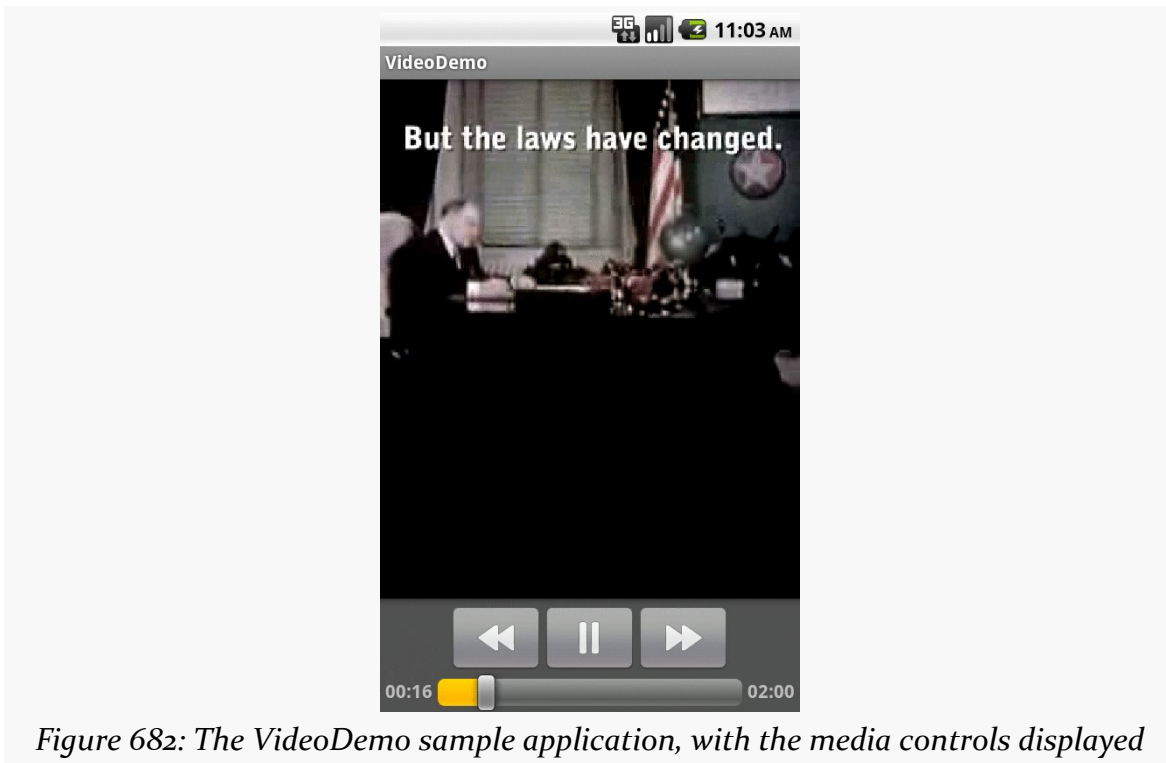 3G 11:03 AM
VideoDemo
But the laws have changed.
00:16 02:00
Figure 682: The VideoDemo sample application, with the media controls displayed